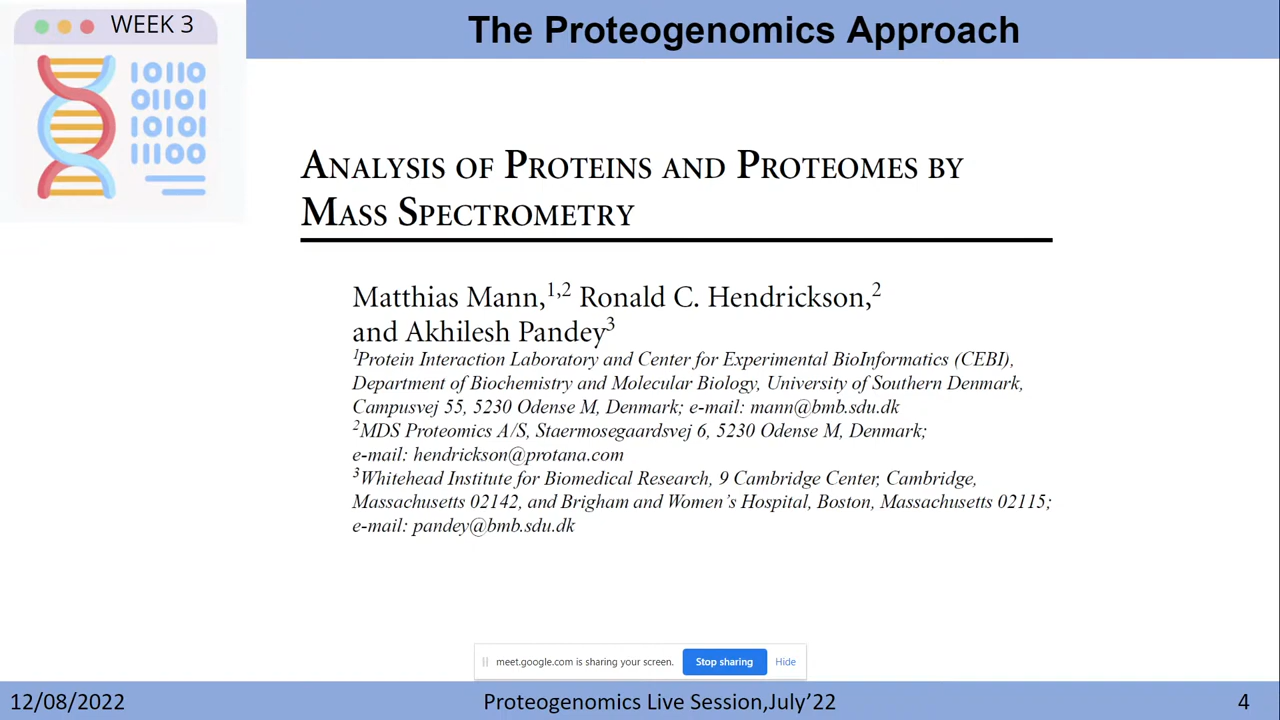 WEEK 3
The Proteogenomics Approach
10110
01101
10101
11100
ANALYSIS OF PROTEINS AND PROTEOMES BY
MASS SPECTROMETRY
Matthias Mann,1,2 Ronald C. Hendrickson,2
and Akhilesh Pandey3
1Protein Interaction Laboratory and Center for Experimental BioInformatics (CEBI),
Department of Biochemistry and Molecular Biology, University of Southern Denmark,
Campusvej 55, 5230 Odense M, Denmark; e-mail: mann@bmb.sdu.dk
2MDS Proteomics A/S, Staermosegaardsvej 6, 5230 Odense M, Denmark;
e-mail: hendrickson@protana.com
3Whitehead Institute for Biomedical Research, 9 Cambridge Center, Cambridge,
Massachusetts 02142, and Brigham and Women's Hospital, Boston, Massachusetts 02115;
e-mail: pandey@bmb.sdu.dk
meet.google.com is sharing your screen. Stop sharing Hide
12/08/2022 Proteogenomics Live Session,July'22 4